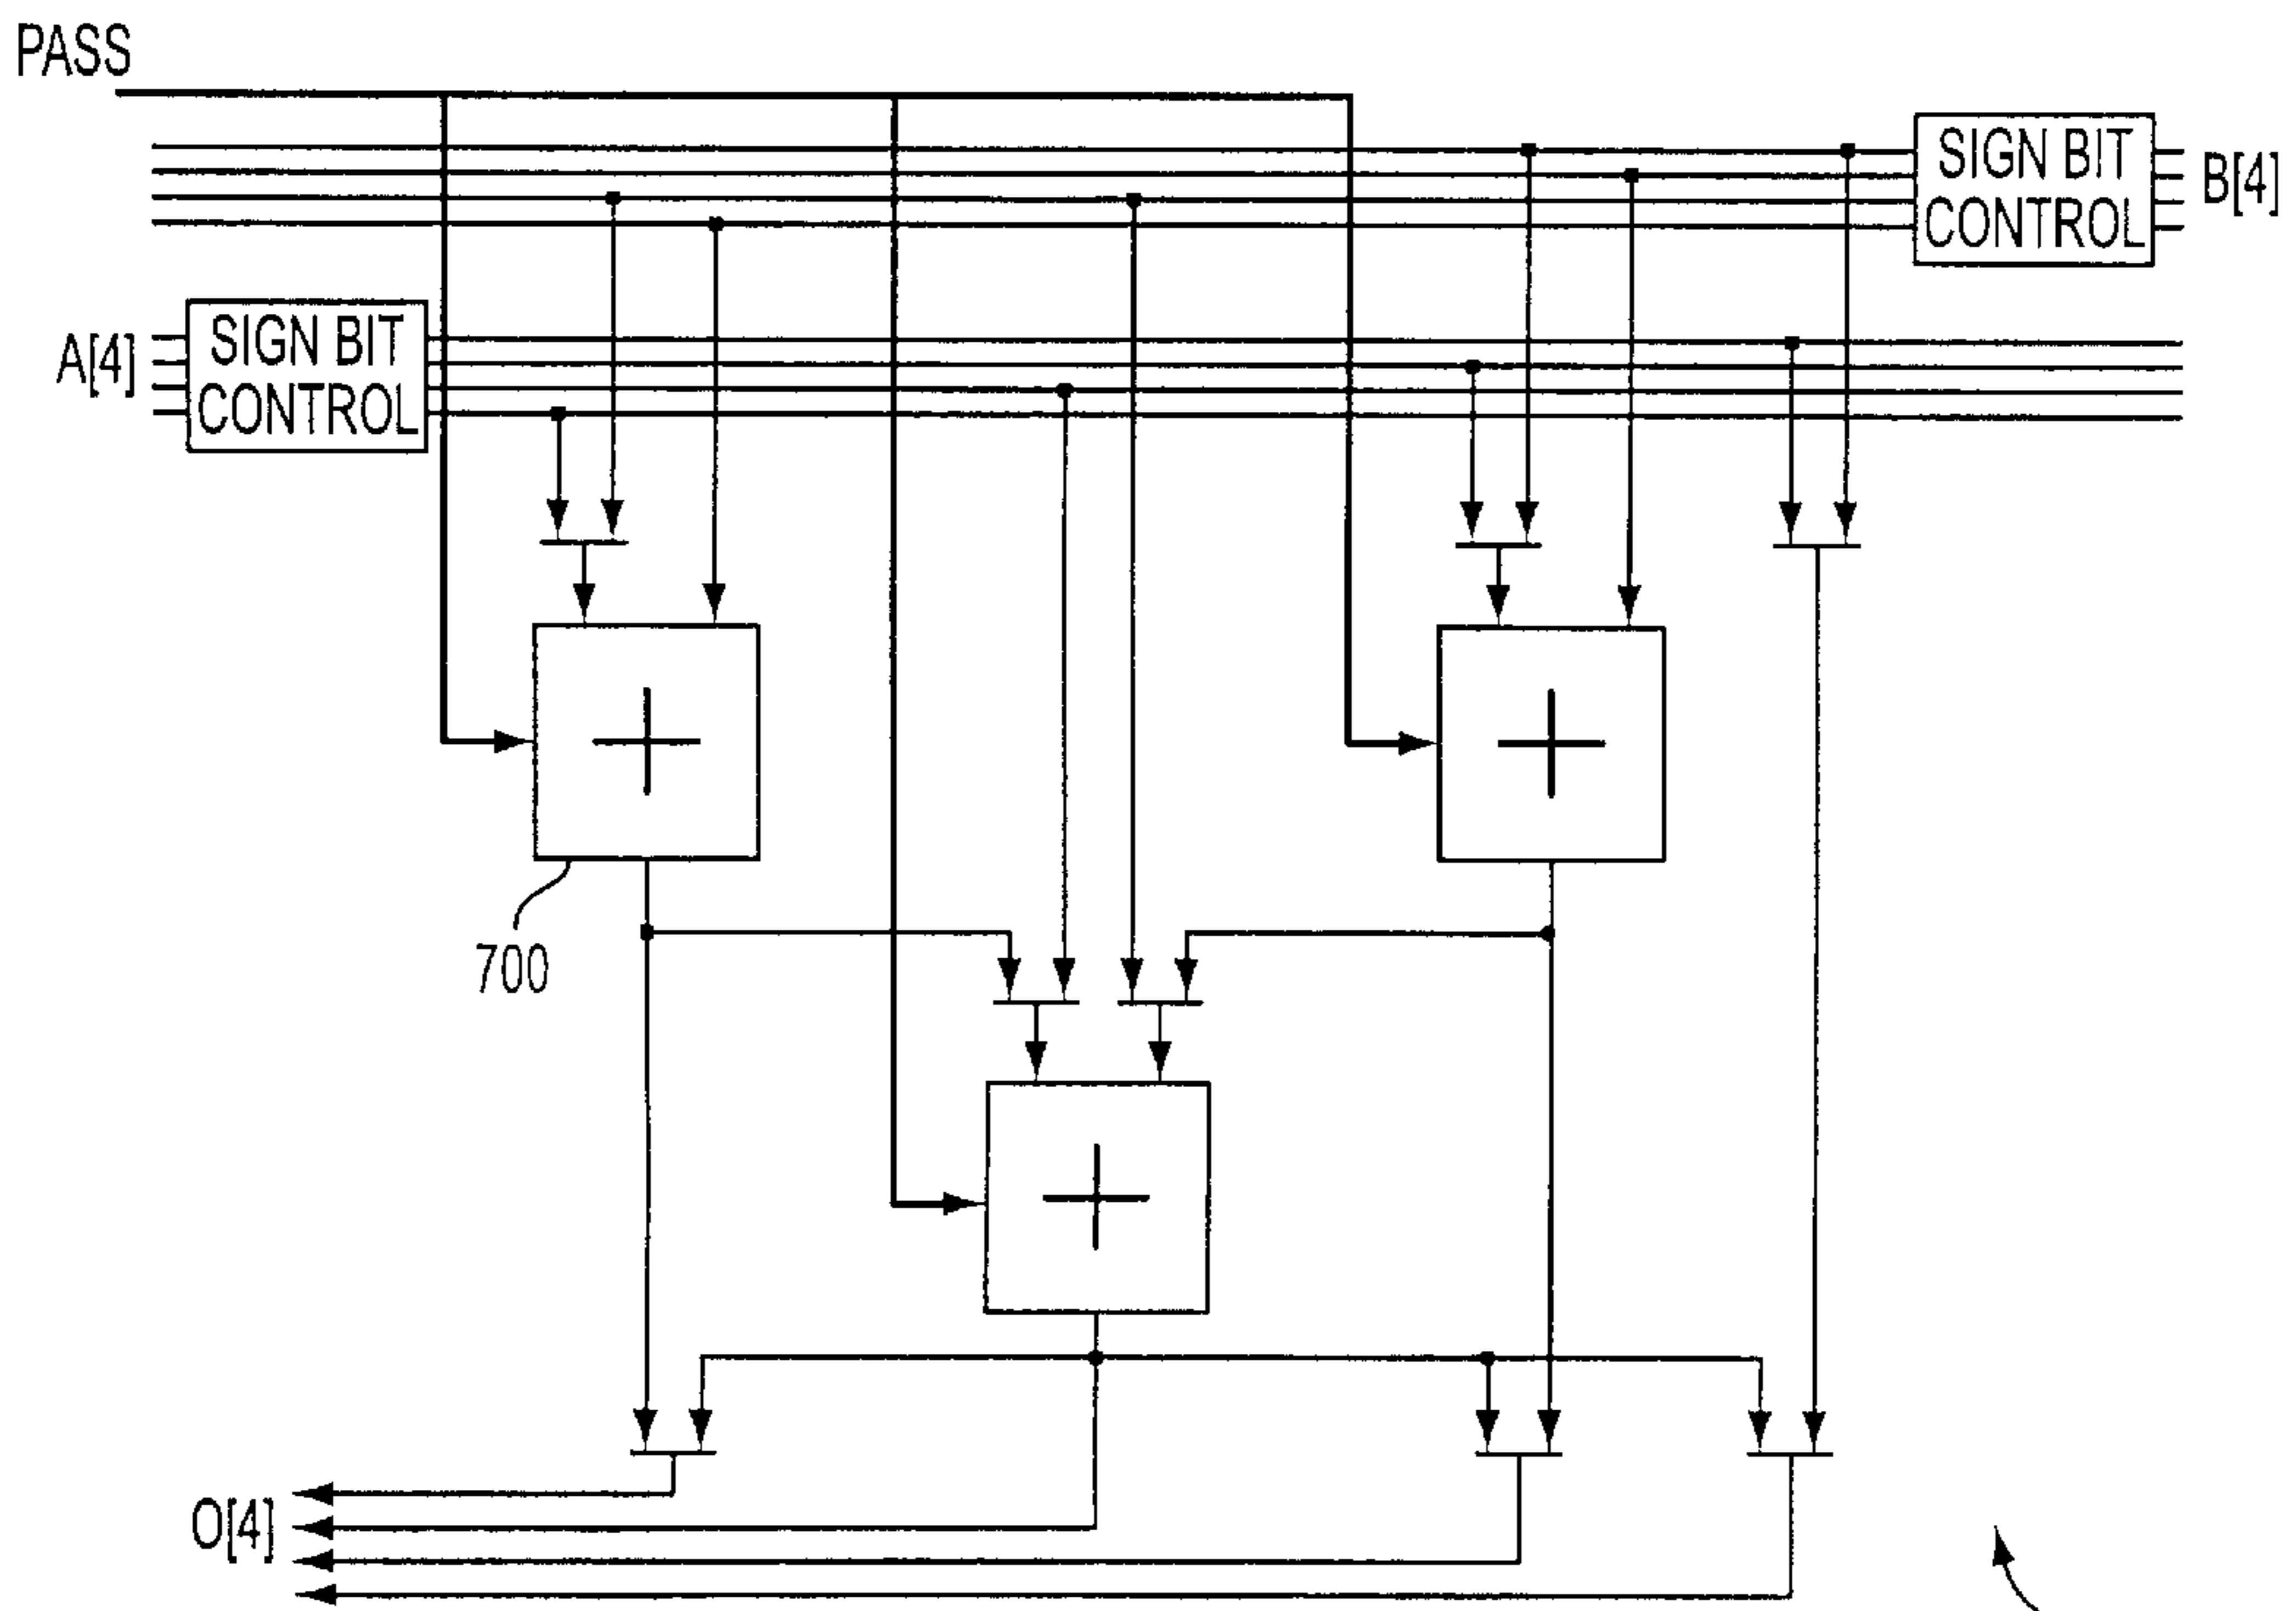 PASS
SIGN BIT
CONTROL
B[4]
A[4]
SIGN BIT
CONTROL
700
O[4]